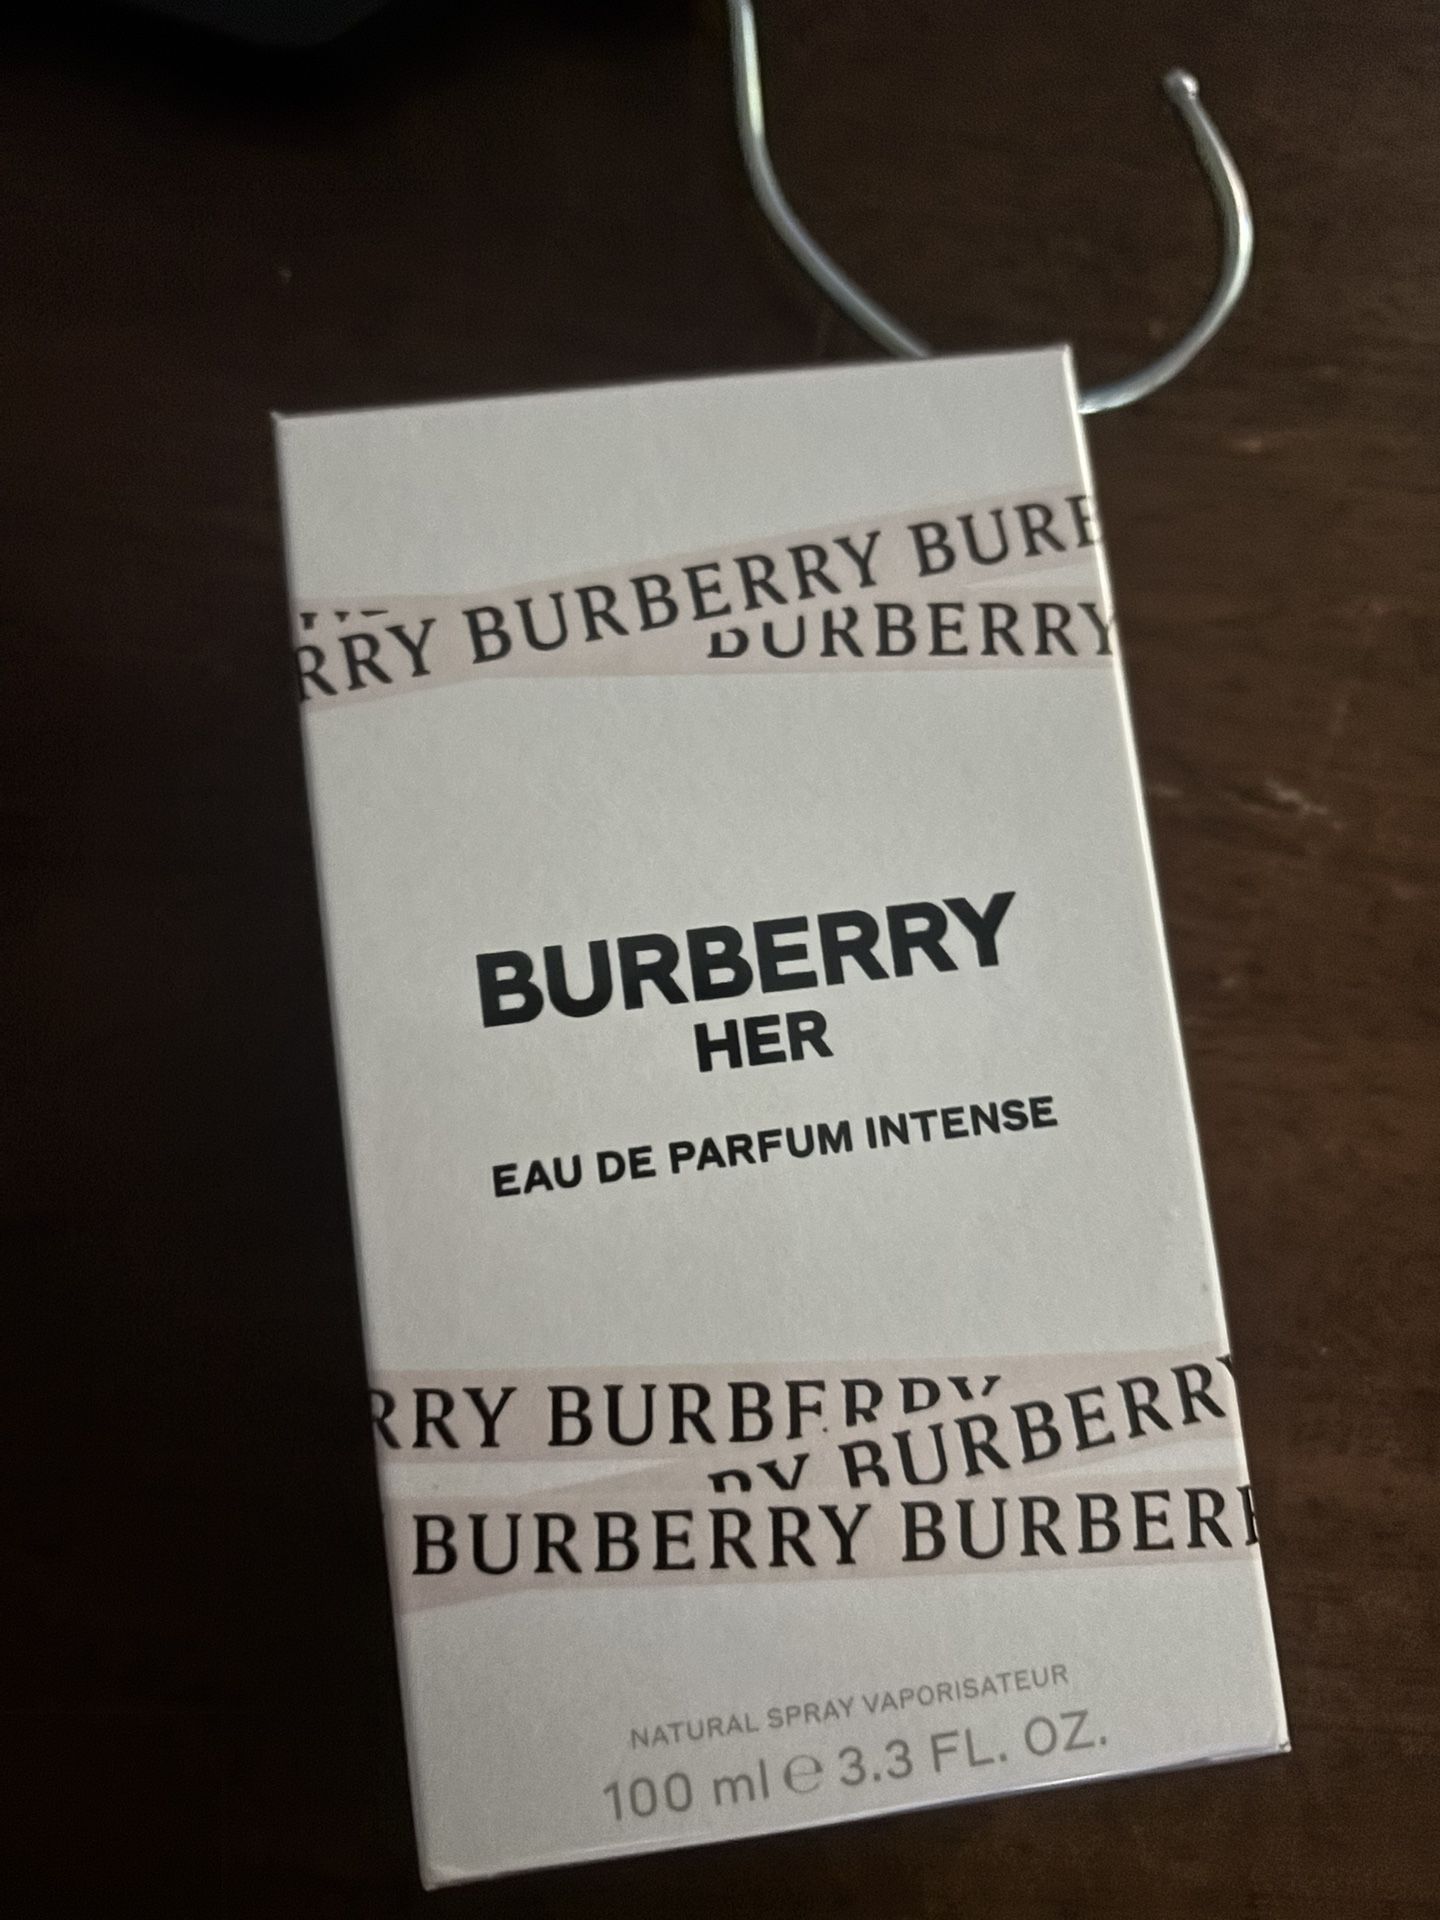 RRY BURBERRY BURB
BURBERRY
BURBERRY
HER
EAU DE PARFUM INTENSE
RRY BURBERRY
RY BURBERRY
BURBERRY BURBERR
NATURAL SPRAY VAPORISATEUR
100 ml ℮ 3.3 FL. OZ.